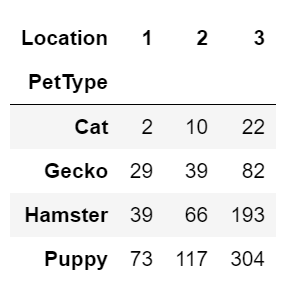 Location 1 2 3
PetType
Cat 2 10 22
Gecko 29 39 82
Hamster 39 66 193
Puppy 73 117 304